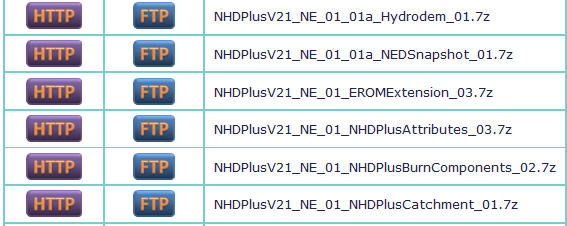 HTTP FTP NHDPlusV21_NE_01_01a_Hydrodem_01.7z
HTTP FTP NHDPlusV21_NE_01_01a_NEDSnapshot_01.7z
HTTP FTP NHDPlusV21_NE_01_EROMExtension_03.7z
HTTP FTP NHDPlusV21_NE_01_NHDPlusAttributes_03.7z
HTTP FTP NHDPlusV21_NE_01_NHDPlusBurnComponents_02.7z
HTTP FTP NHDPlusV21_NE_01_NHDPlusCatchment_01.7z